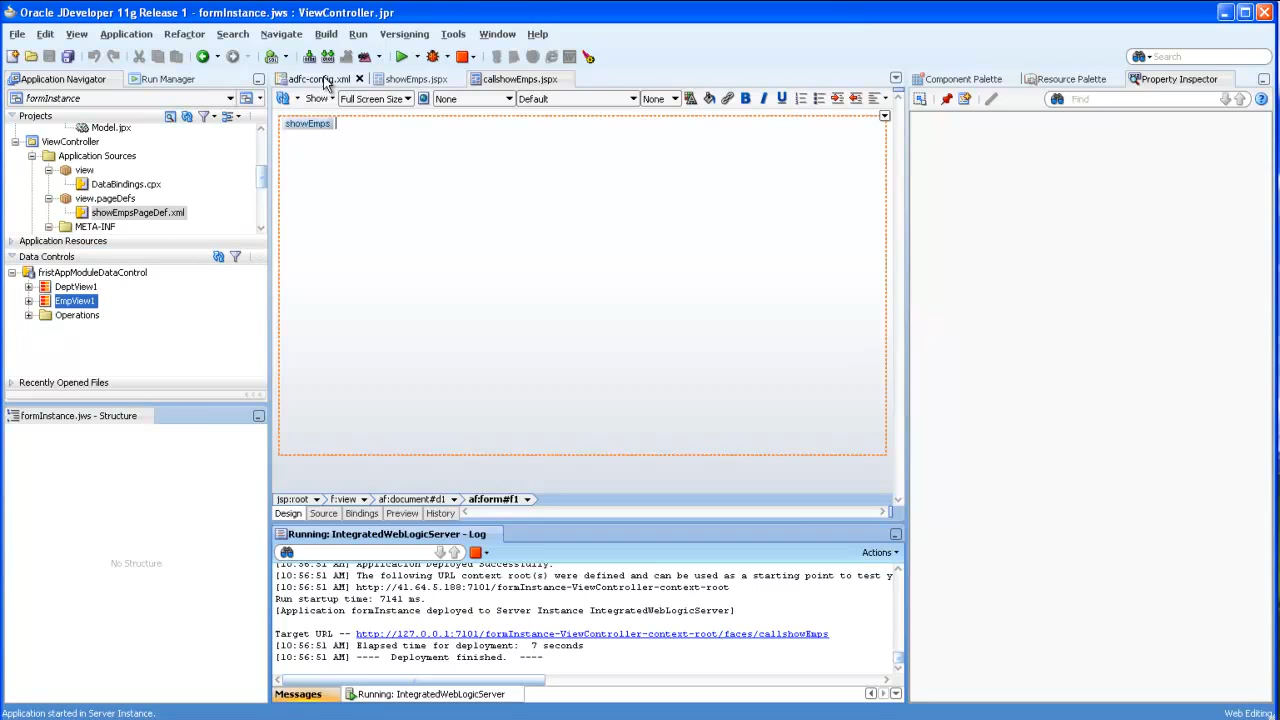 Oracle JDeveloper 11g Release 1 - formInstance.jws : ViewController.jpr
File Edit View Application Refactor Search Navigate Build Run Versioning Tools Window Help
Search
Application Navigator Run Manager
adfc-config.xml showEmps.jspx callshowEmps.jspx
Component Palette Resource Palette Property Inspector
formInstance
Show Full Screen Size None Default None B I U
Find
Projects
Model.jpx
ViewController
Application Sources
view
DataBindings.cpx
view.pageDefs
showEmpsPageDef.xml
META-INF
Application Resources
Data Controls
fristAppModuleDataControl
DeptView1
EmpView1
Operations
Recently Opened Files
formInstance.jws - Structure
No Structure
showEmps
jsp:root f:view af:document#d1 af:form#f1
Design Source Bindings Preview History
Running: IntegratedWebLogicServer - Log
Actions
[10:56:51 AM] Application Deployed Successfully.
[10:56:51 AM] The following URL context root(s) were defined and can be used as a starting point to test y
[10:56:51 AM] http://41.64.5.188:7101/formInstance-ViewController-context-root
Run startup time: 7141 ms.
[Application formInstance deployed to Server Instance IntegratedWebLogicServer]
Target URL -- http://127.0.0.1:7101/formInstance-ViewController-context-root/faces/callshowEmps
[10:56:51 AM] Elapsed time for deployment: 7 seconds
[10:56:51 AM] ---- Deployment finished. ----
Messages Running: IntegratedWebLogicServer
Application started in Server Instance.
Web Editing